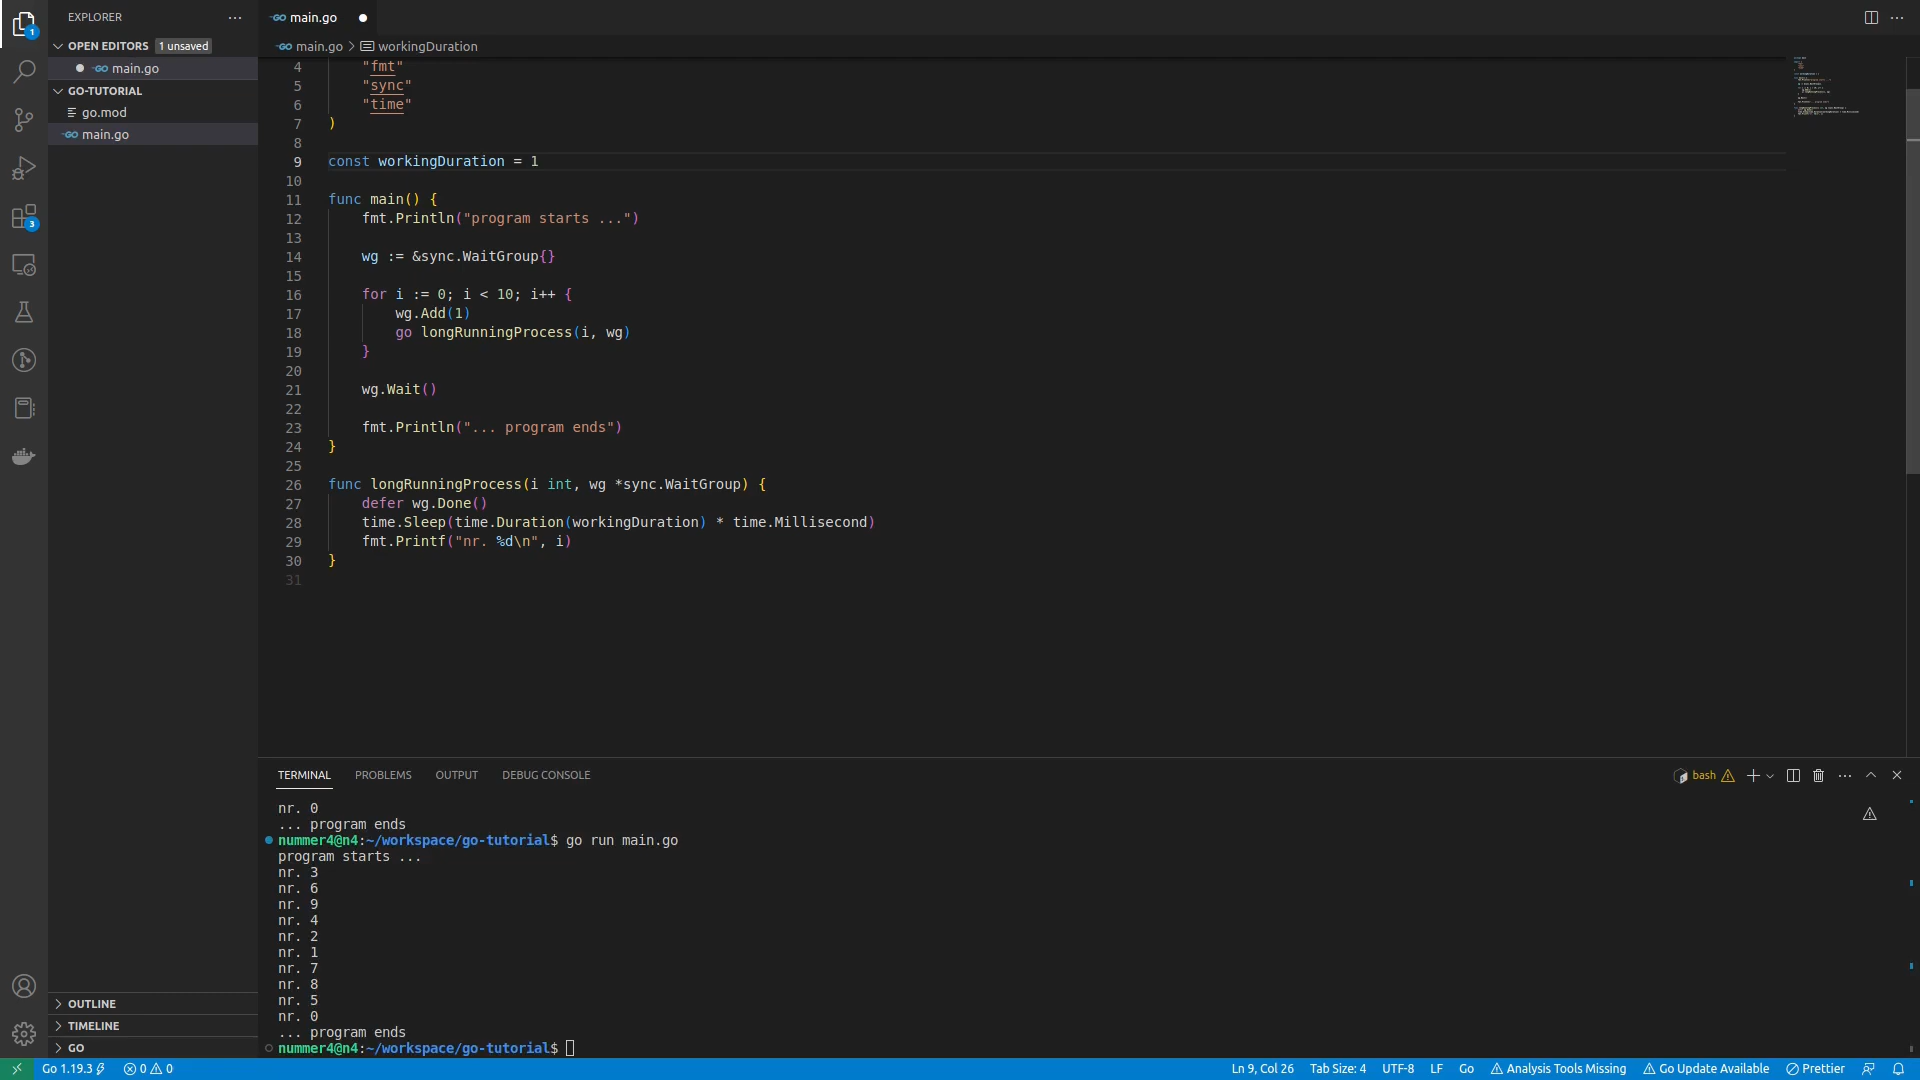 EXPLORER
OPEN EDITORS 1 unsaved
main.go
GO-TUTORIAL
go.mod
main.go
OUTLINE
TIMELINE
GO
1
3
main.go
main.go > workingDuration
4 "fmt"
5 "sync"
6 "time"
7 )
8
9 const workingDuration = 1
10
11 func main() {
12 fmt.Println("program starts ...")
13
14 wg := &sync.WaitGroup{}
15
16 for i := 0; i < 10; i++ {
17 wg.Add(1)
18 go longRunningProcess(i, wg)
19 }
20
21 wg.Wait()
22
23 fmt.Println("... program ends")
24 }
25
26 func longRunningProcess(i int, wg *sync.WaitGroup) {
27 defer wg.Done()
28 time.Sleep(time.Duration(workingDuration) * time.Millisecond)
29 fmt.Printf("nr. %d\n", i)
30 }
31
TERMINAL PROBLEMS OUTPUT DEBUG CONSOLE bash
nr. 0
... program ends
nummer4@n4:~/workspace/go-tutorial$ go run main.go
program starts ...
nr. 3
nr. 6
nr. 9
nr. 4
nr. 2
nr. 1
nr. 7
nr. 8
nr. 5
nr. 0
... program ends
nummer4@n4:~/workspace/go-tutorial$
Go 1.19.3 0 0 Ln 9, Col 26 Tab Size: 4 UTF-8 LF Go Analysis Tools Missing Go Update Available Prettier